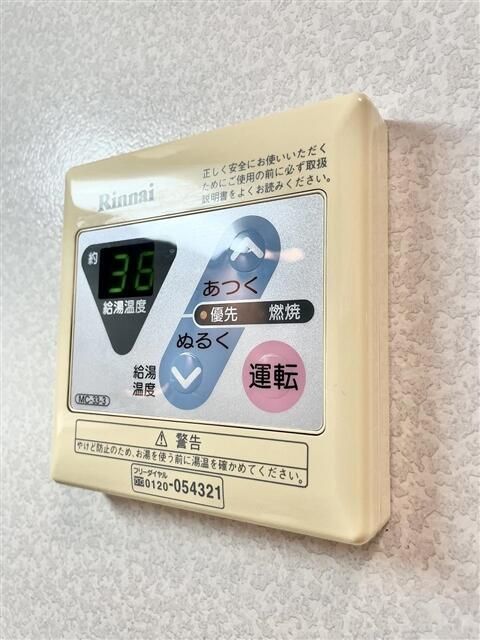 正しく安全にお使いいただく
ためにご使用の前に必ず取扱
説明書をよくお読みください。
Rinnai
約
36
給湯温度
あつく
優先 燃焼
ぬるく
給湯
温度
運転
MC-33-3
⚠ 警告
やけど防止のため、お湯を使う前に湯温を確かめてください。
フリーダイヤル
0120-054321